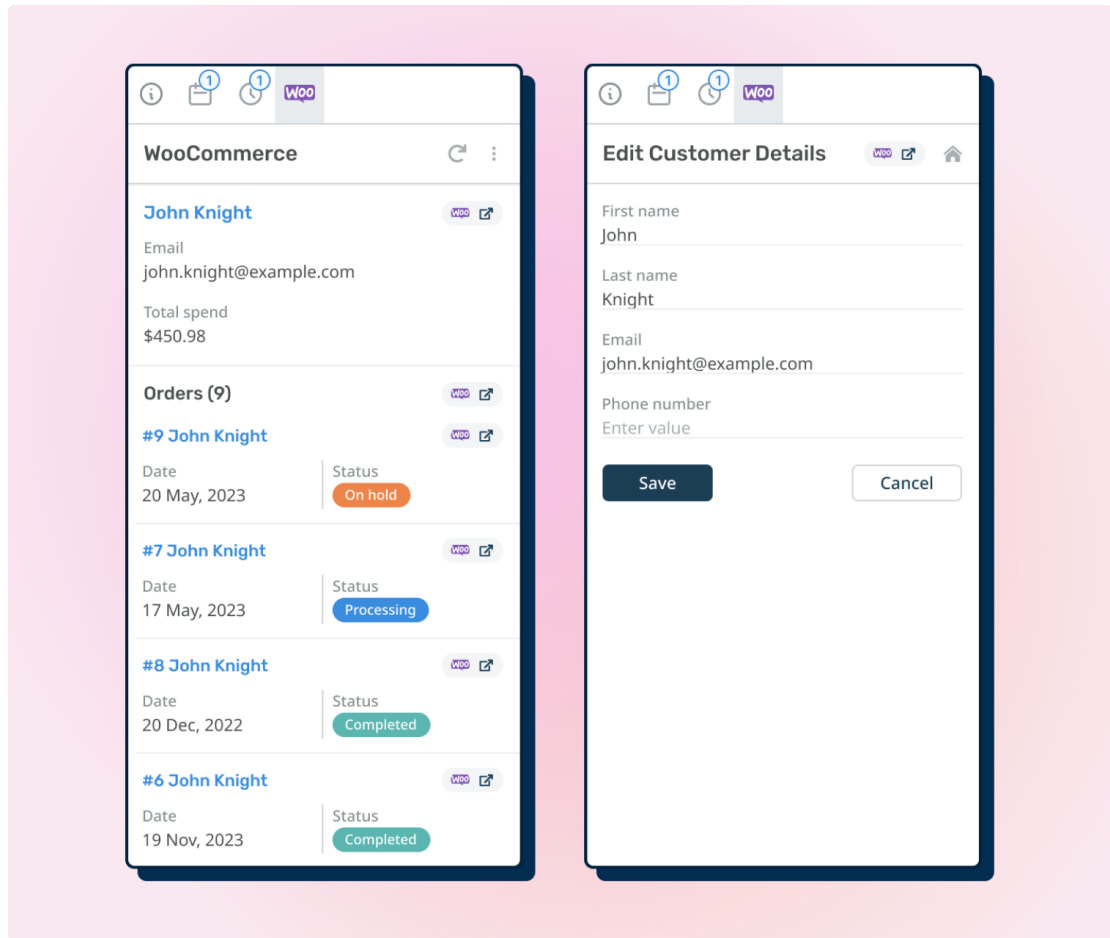 1
1
WOO
WooCommerce
John Knight
WOO
Email
john.knight@example.com
Total spend
$450.98
Orders (9)
WOO
#9 John Knight
WOO
Date
Status
20 May, 2023
On hold
#7 John Knight
WOO
Date
Status
17 May, 2023
Processing
#8 John Knight
WOO
Date
Status
20 Dec, 2022
Completed
#6 John Knight
WOO
Date
Status
19 Nov, 2023
Completed
1
1
WOO
Edit Customer Details
WOO
First name
John
Last name
Knight
Email
john.knight@example.com
Phone number
Enter value
Save
Cancel